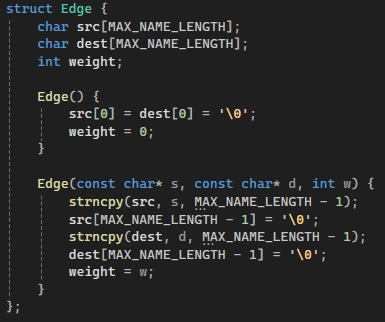 struct Edge {
    char src[MAX_NAME_LENGTH];
    char dest[MAX_NAME_LENGTH];
    int weight;

    Edge() {
        src[0] = dest[0] = '\0';
        weight = 0;
    }

    Edge(const char* s, const char* d, int w) {
        strncpy(src, s, MAX_NAME_LENGTH - 1);
        src[MAX_NAME_LENGTH - 1] = '\0';
        strncpy(dest, d, MAX_NAME_LENGTH - 1);
        dest[MAX_NAME_LENGTH - 1] = '\0';
        weight = w;
    }
};